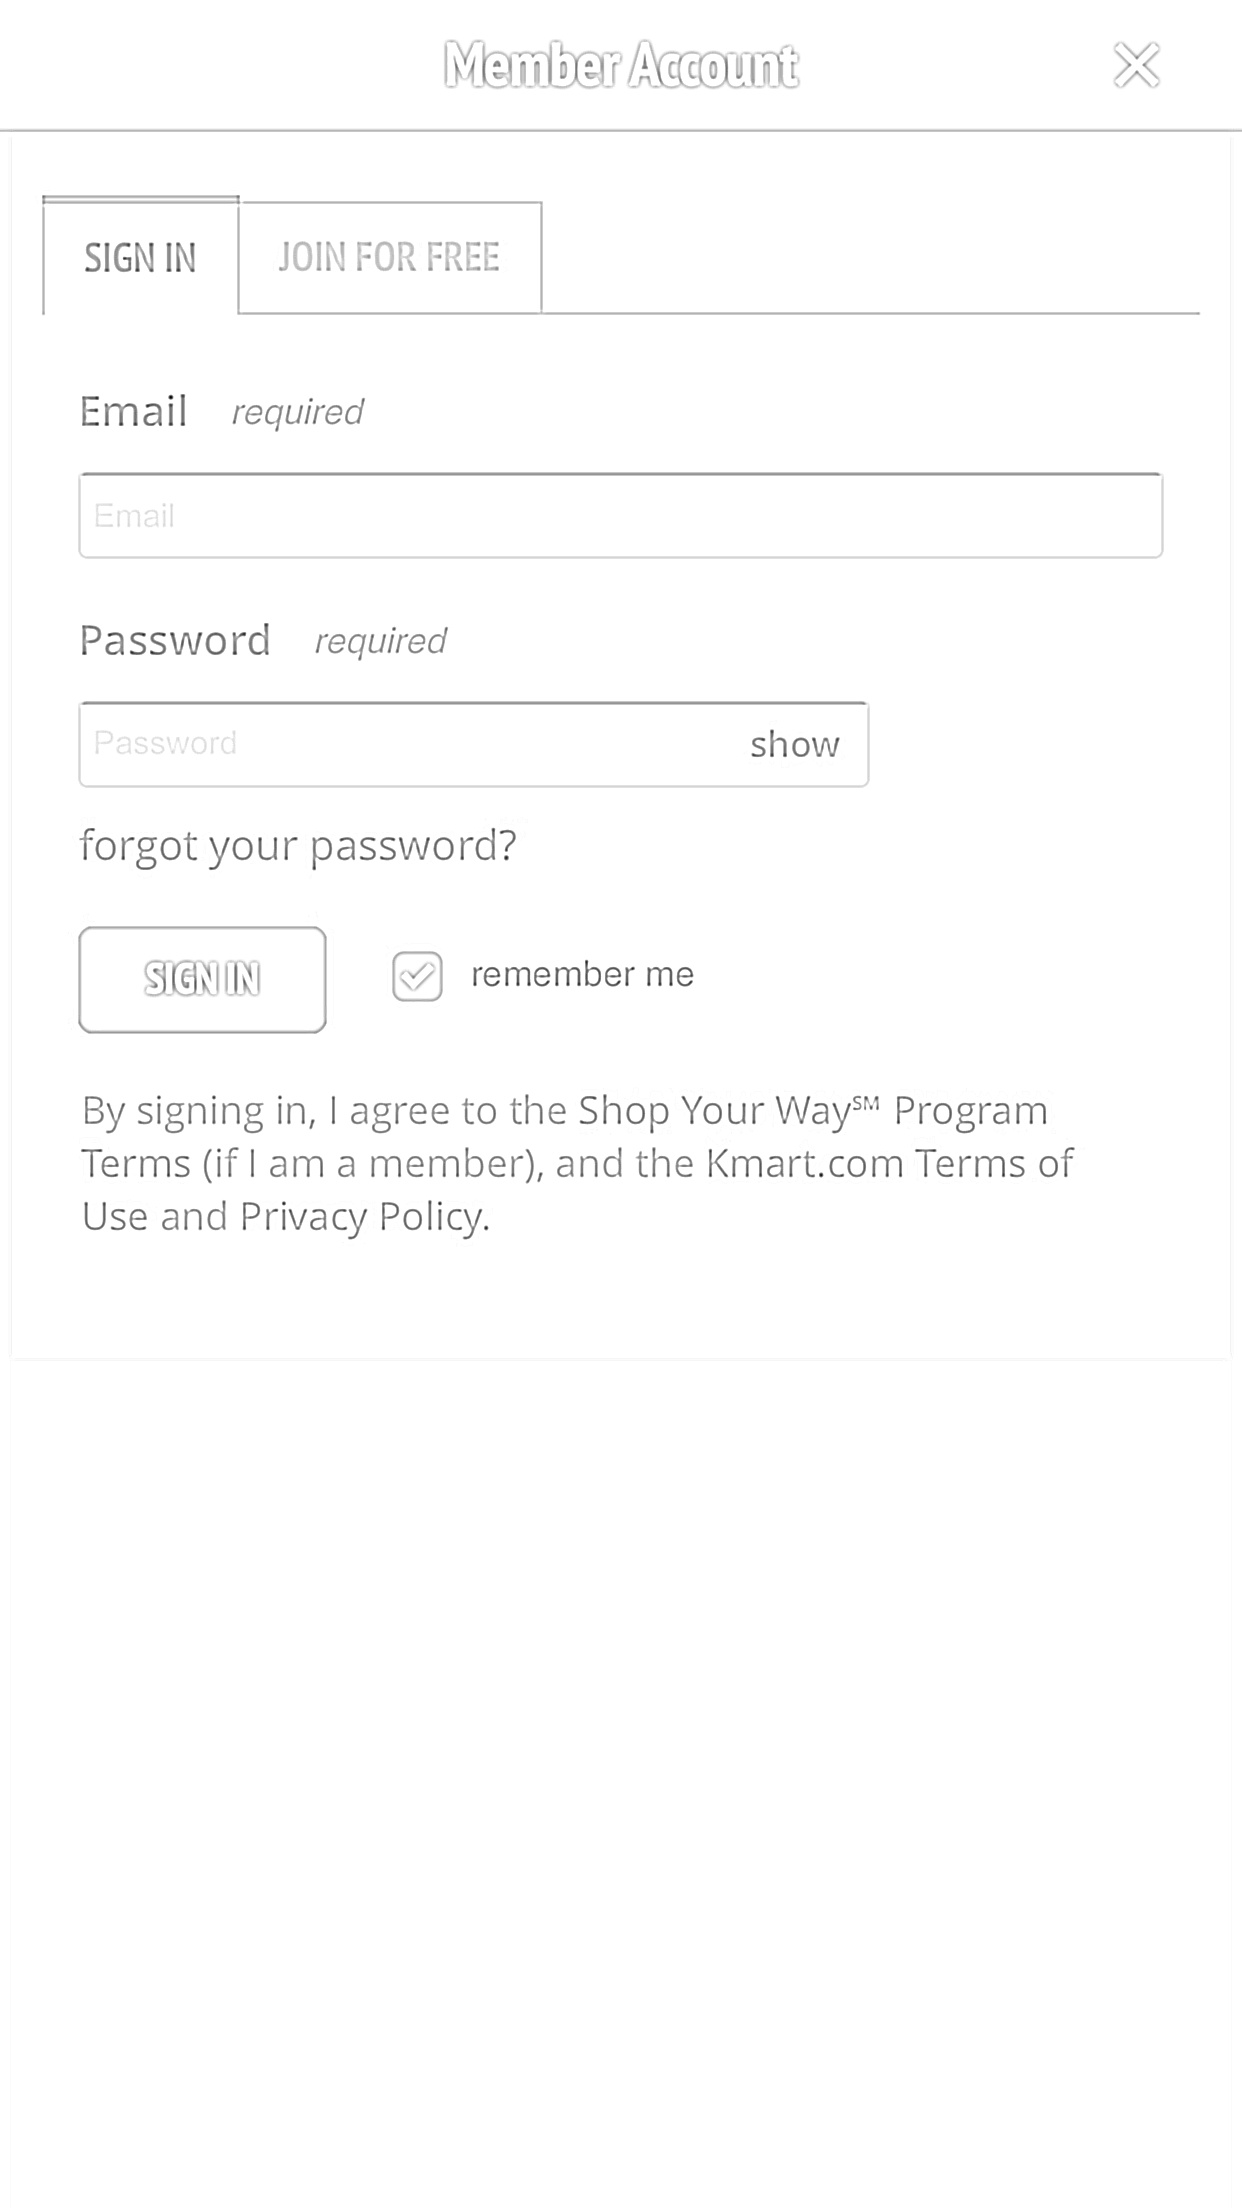 Member Account
SIGN IN
JOIN FOR FREE
Email required
Email
Password required
Password show
forgot your password?
SIGN IN remember me
By signing in, I agree to the Shop Your Way℠ Program
Terms (if I am a member), and the Kmart.com Terms of
Use and Privacy Policy.